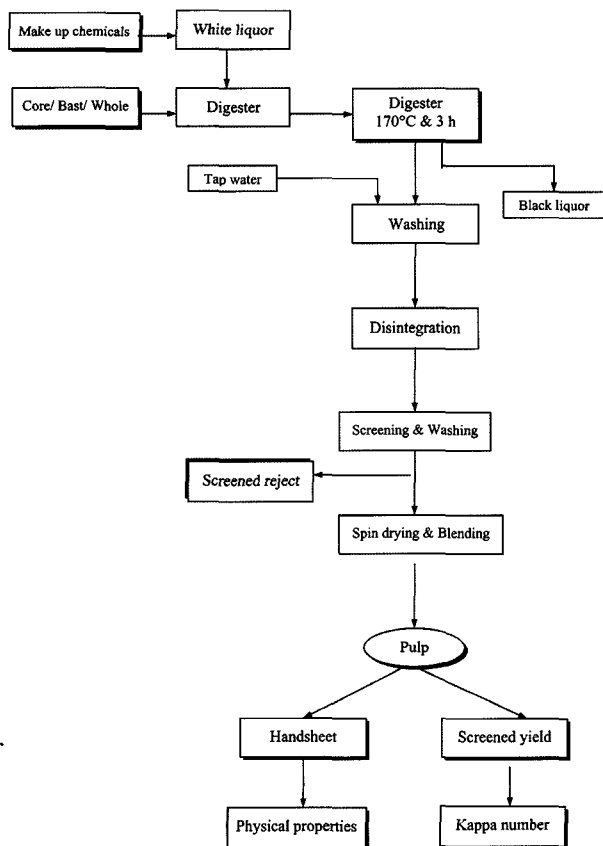 Make up chemicals
White liquor
Core/ Bast/ Whole
Digester
Digester
170°C & 3 h
Tap water
Black liquor
Washing
Disintegration
Screening & Washing
Screened reject
Spin drying & Blending
Pulp
Handsheet
Screened yield
Physical properties
Kappa number